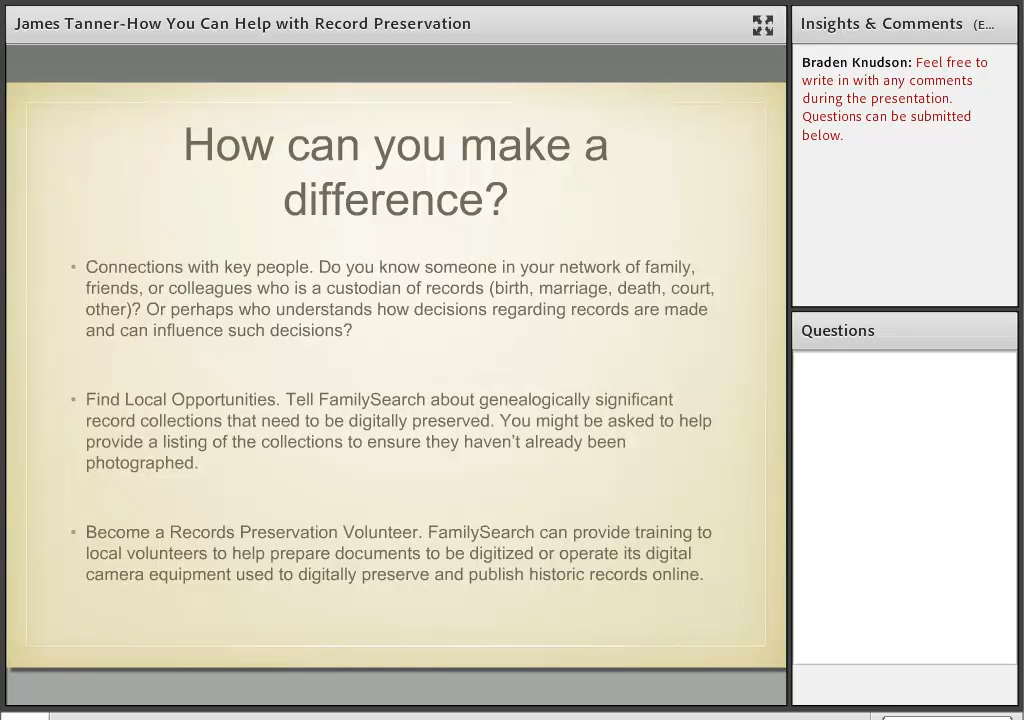 James Tanner-How You Can Help with Record Preservation
How can you make a
difference?
• Connections with key people. Do you know someone in your network of family,
friends, or colleagues who is a custodian of records (birth, marriage, death, court,
other)? Or perhaps who understands how decisions regarding records are made
and can influence such decisions?
• Find Local Opportunities. Tell FamilySearch about genealogically significant
record collections that need to be digitally preserved. You might be asked to help
provide a listing of the collections to ensure they haven’t already been
photographed.
• Become a Records Preservation Volunteer. FamilySearch can provide training to
local volunteers to help prepare documents to be digitized or operate its digital
camera equipment used to digitally preserve and publish historic records online.
Insights & Comments (E...
Braden Knudson: Feel free to
write in with any comments
during the presentation.
Questions can be submitted
below.
Questions